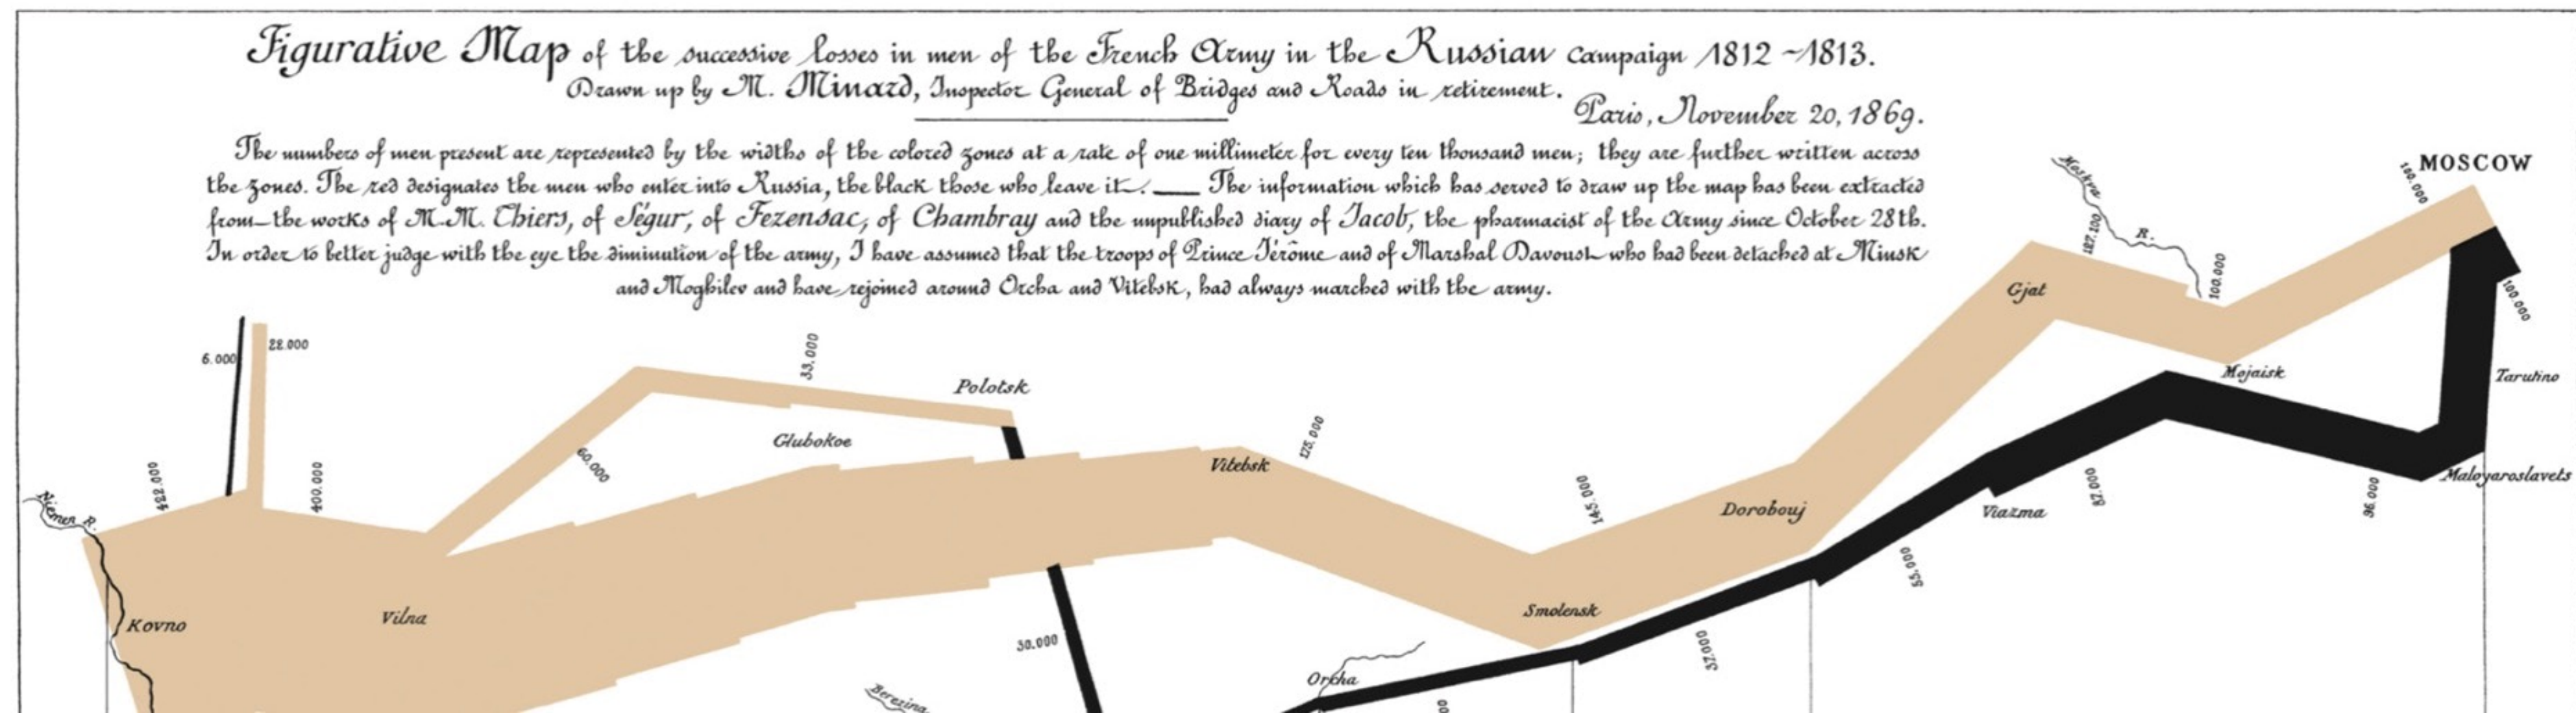 Figurative Map of the successive losses in men of the French Army in the Russian campaign 1812~1813.
Drawn up by M. Minard, Inspector General of Bridges and Roads in retirement.
Paris, November 20, 1869.
The numbers of men present are represented by the widths of the colored zones at a rate of one millimeter for every ten thousand men; they are further written across
the zones. The red designates the men who enter into Russia, the black those who leave it. — The information which has served to draw up the map has been extracted
from the works of M.M. Thiers, of Ségur, of Fezensac, of Chambray and the unpublished diary of Jacob, the pharmacist of the Army since October 28th.
In order to better judge with the eye the diminution of the army, I have assumed that the troops of Prince Jérôme and of Marshal Davoust who had been detached at Minsk
and Moghilev and have rejoined around Orcha and Vitebsk, had always marched with the army.
MOSCOW
100.000
Moskva
R.
127.100
100.000
Gjat
100.000
6.000
22.000
33.000
Mojaisk
Tarutino
Polotsk
Glubokoe
60.000
422.000
400.000
175.000
Vitebsk
Maloyaroslavets
Niemen R.
145.000
Dorobouj
Viazma
87.000
96.000
55.000
Kovno
Vilna
Smolensk
30.000
37.000
Orcha
Berezina